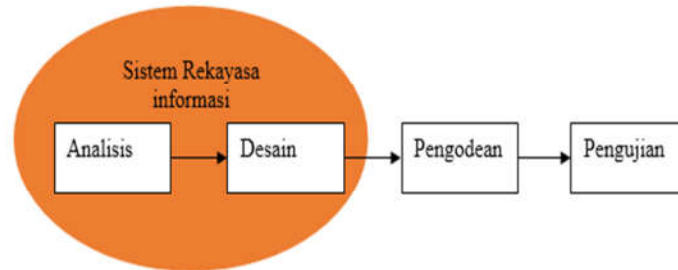 Sistem Rekayasa
informasi
Analisis
Desain
Pengodean
Pengujian